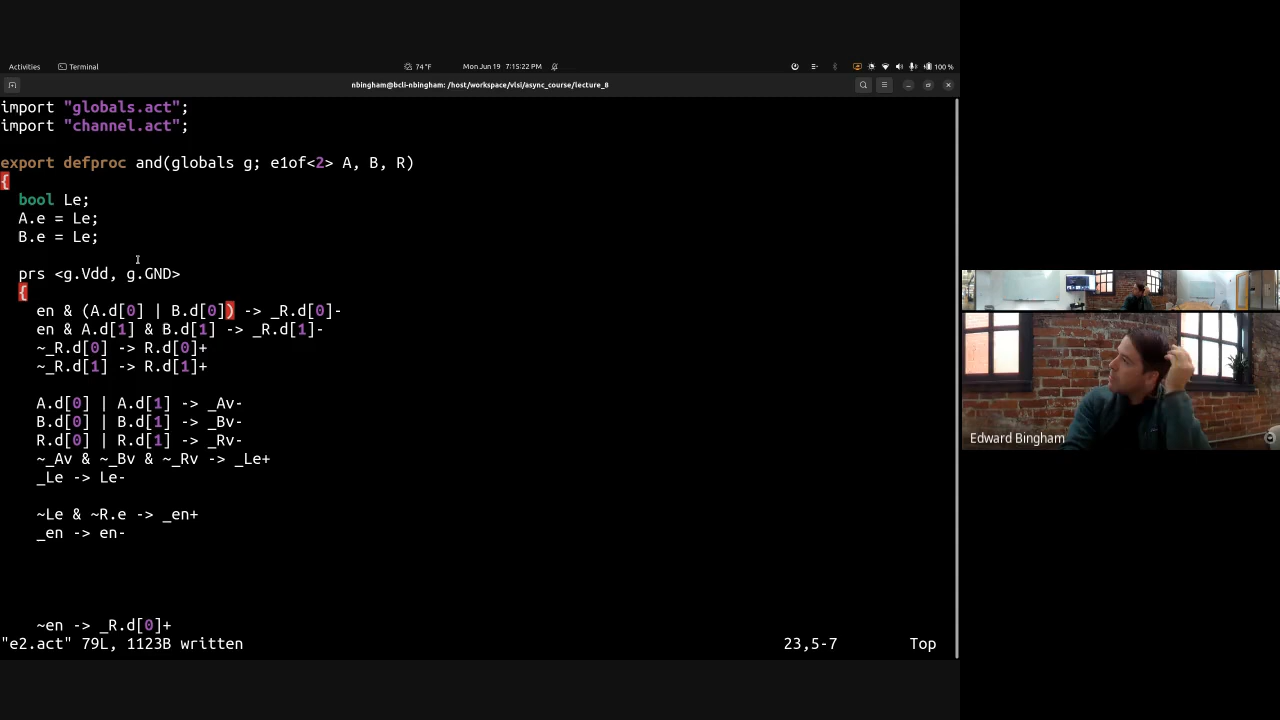 Activities
Terminal
74 °F
Mon Jun 19 7:15:22 PM
100 %
nbingham@bcli-nbingham: /host/workspace/vlsi/async_course/lecture_8
import "globals.act";
import "channel.act";
export defproc and(globals g; e1of<2> A, B, R)
{
bool Le;
A.e = Le;
B.e = Le;
prs <g.Vdd, g.GND>
{
en & (A.d[0] | B.d[0]) -> _R.d[0]-
en & A.d[1] & B.d[1] -> _R.d[1]-
~_R.d[0] -> R.d[0]+
~_R.d[1] -> R.d[1]+
A.d[0] | A.d[1] -> _Av-
B.d[0] | B.d[1] -> _Bv-
R.d[0] | R.d[1] -> _Rv-
~_Av & ~_Bv & ~_Rv -> _Le+
_Le -> Le-
~Le & ~R.e -> _en+
_en -> en-
~en -> _R.d[0]+
"e2.act" 79L, 1123B written
23,5-7
Top
Edward Bingham